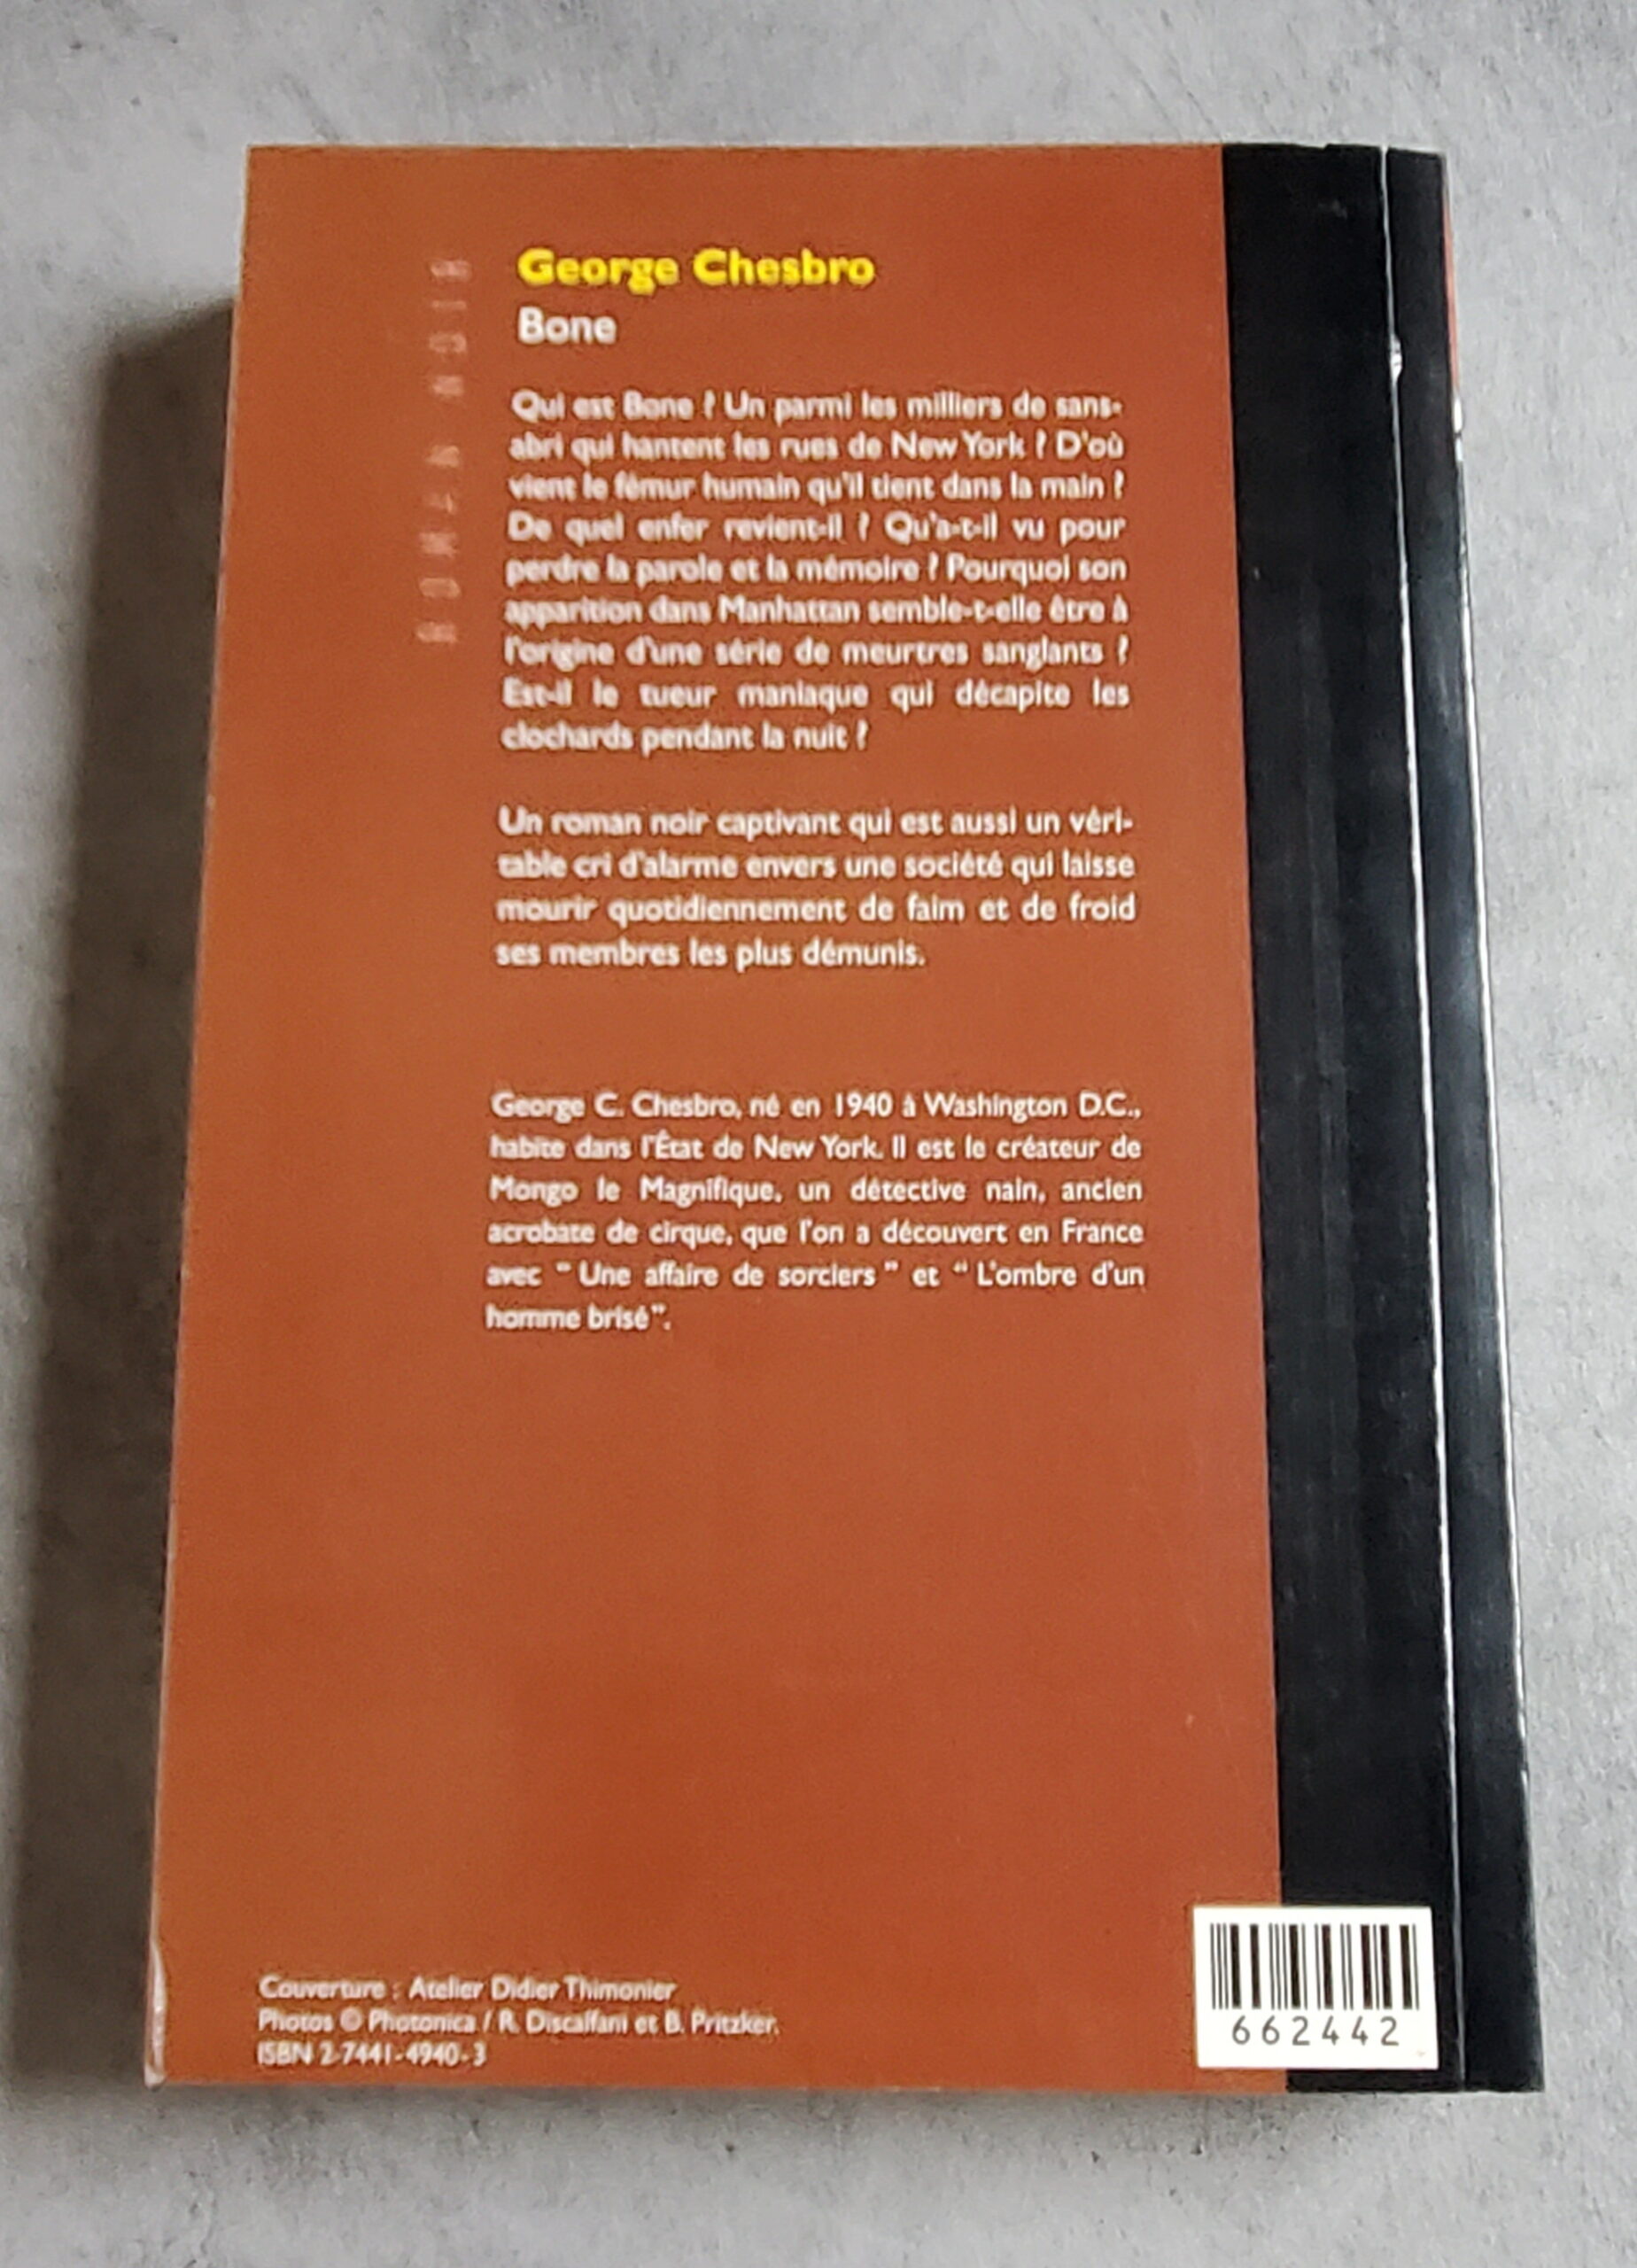 George Chesbro
Bone
ROMAN NOIR
Qui est Bone ? Un parmi les milliers de sans-
abri qui hantent les rues de New York ? D'où
vient le fémur humain qu'il tient dans la main ?
De quel enfer revient-il ? Qu'a-t-il vu pour
perdre la parole et la mémoire ? Pourquoi son
apparition dans Manhattan semble-t-elle être à
l'origine d'une série de meurtres sanglants ?
Est-il le tueur maniaque qui décapite les
clochards pendant la nuit ?
Un roman noir captivant qui est aussi un véri-
table cri d'alarme envers une société qui laisse
mourir quotidiennement de faim et de froid
ses membres les plus démunis.
George C. Chesbro, né en 1940 à Washington D.C.,
habite dans l'État de New York. Il est le créateur de
Mongo le Magnifique, un détective nain, ancien
acrobate de cirque, que l'on a découvert en France
avec “ Une affaire de sorciers ” et “ L'ombre d'un
homme brisé”.
Couverture : Atelier Didier Thimonier
Photos © Photonica / R. Discalfani et B. Pritzker.
ISBN 2-7441-4940-3
662442